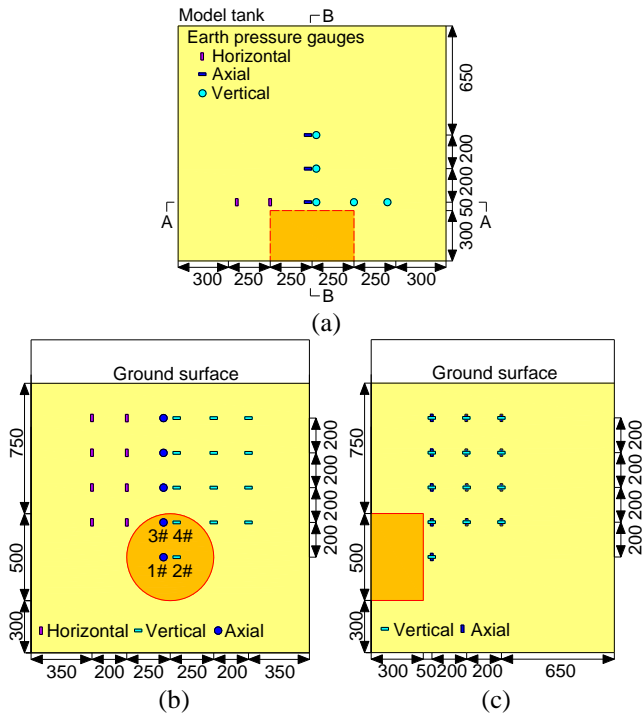 Model tank
B
Earth pressure gauges
Horizontal
Axial
Vertical
650
200
200
50
300
A
A
300 250 250 250 250 300
B
(a)
Ground surface
750
500
300
200
200
200
200
3# 4#
1# 2#
Horizontal Vertical Axial
350 200 250 250 200 350
(b)
Ground surface
750
500
300
200
200
200
200
Vertical Axial
300 50 200 200 650
(c)